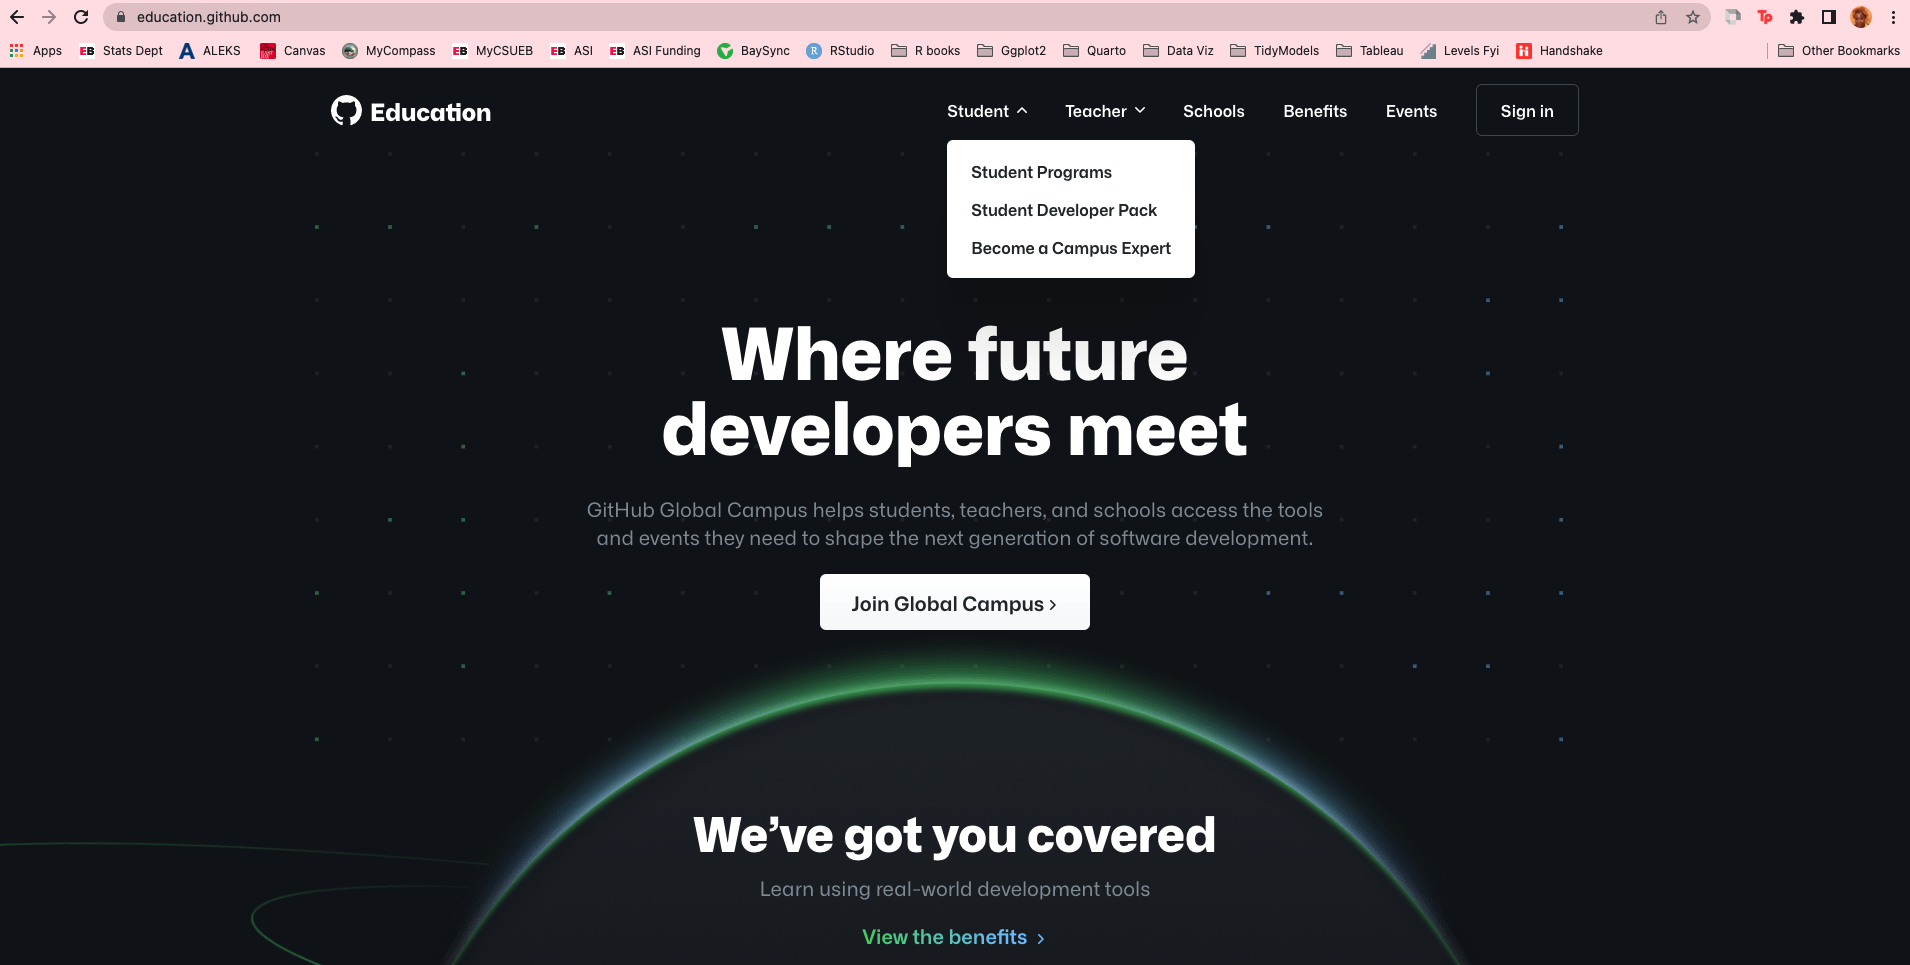 education.github.com
Tp
Apps EB Stats Dept A ALEKS Canvas MyCompass EB MyCSUEB EB ASI EB ASI Funding BaySync R RStudio R books Ggplot2 Quarto Data Viz TidyModels Tableau Levels Fyi Handshake Other Bookmarks
Education
Student Teacher Schools Benefits Events Sign in
Student Programs
Student Developer Pack
Become a Campus Expert
Where future
developers meet
GitHub Global Campus helps students, teachers, and schools access the tools
and events they need to shape the next generation of software development.
Join Global Campus
We’ve got you covered
Learn using real-world development tools
View the benefits